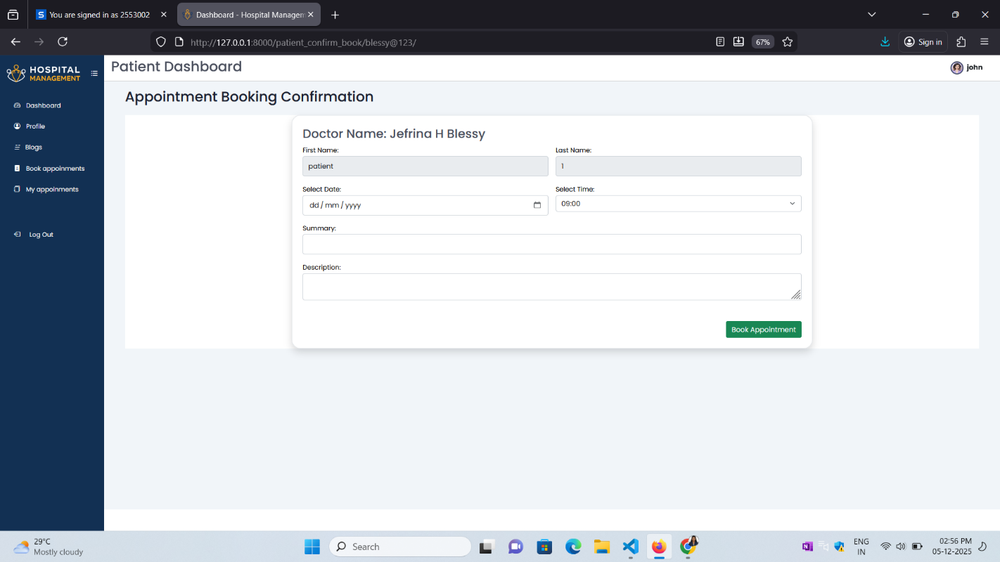 You are signed in as 2553002
Dashboard - Hospital Managem
http://127.0.0.1:8000/patient_confirm_book/blessy@123/
67%
Sign in
HOSPITAL
MANAGEMENT
Patient Dashboard
john
Dashboard
Profile
Blogs
Book appoinments
My appoinments
Log Out
Appointment Booking Confirmation
Doctor Name: Jefrina H Blessy
First Name:
Last Name:
patient
1
Select Date:
Select Time:
dd / mm / yyyy
09:00
Summary:
Description:
Book Appointment
29°C
Mostly cloudy
Search
ENG
IN
02:56 PM
05-12-2025